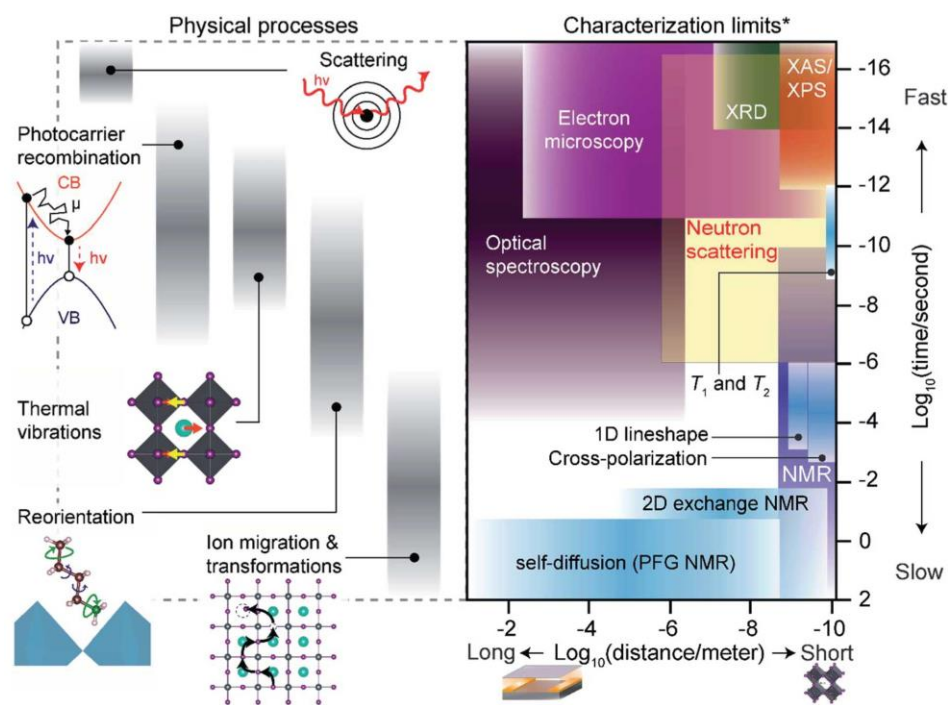 Physical processes
Characterization limits*
Scattering
hν
Photocarrier
recombination
CB
μ
hν
hν
VB
Thermal
vibrations
Reorientation
Ion migration &
transformations
XAS/
XPS
XRD
Electron
microscopy
Optical
spectroscopy
Neutron
scattering
T₁ and T₂
1D lineshape
Cross-polarization
NMR
2D exchange NMR
self-diffusion (PFG NMR)
-16
-14
-12
-10
-8
-6
-4
-2
0
2
Fast
Log₁₀(time/second)
Slow
-2
-4
-6
-8
-10
Long
Log₁₀(distance/meter)
Short